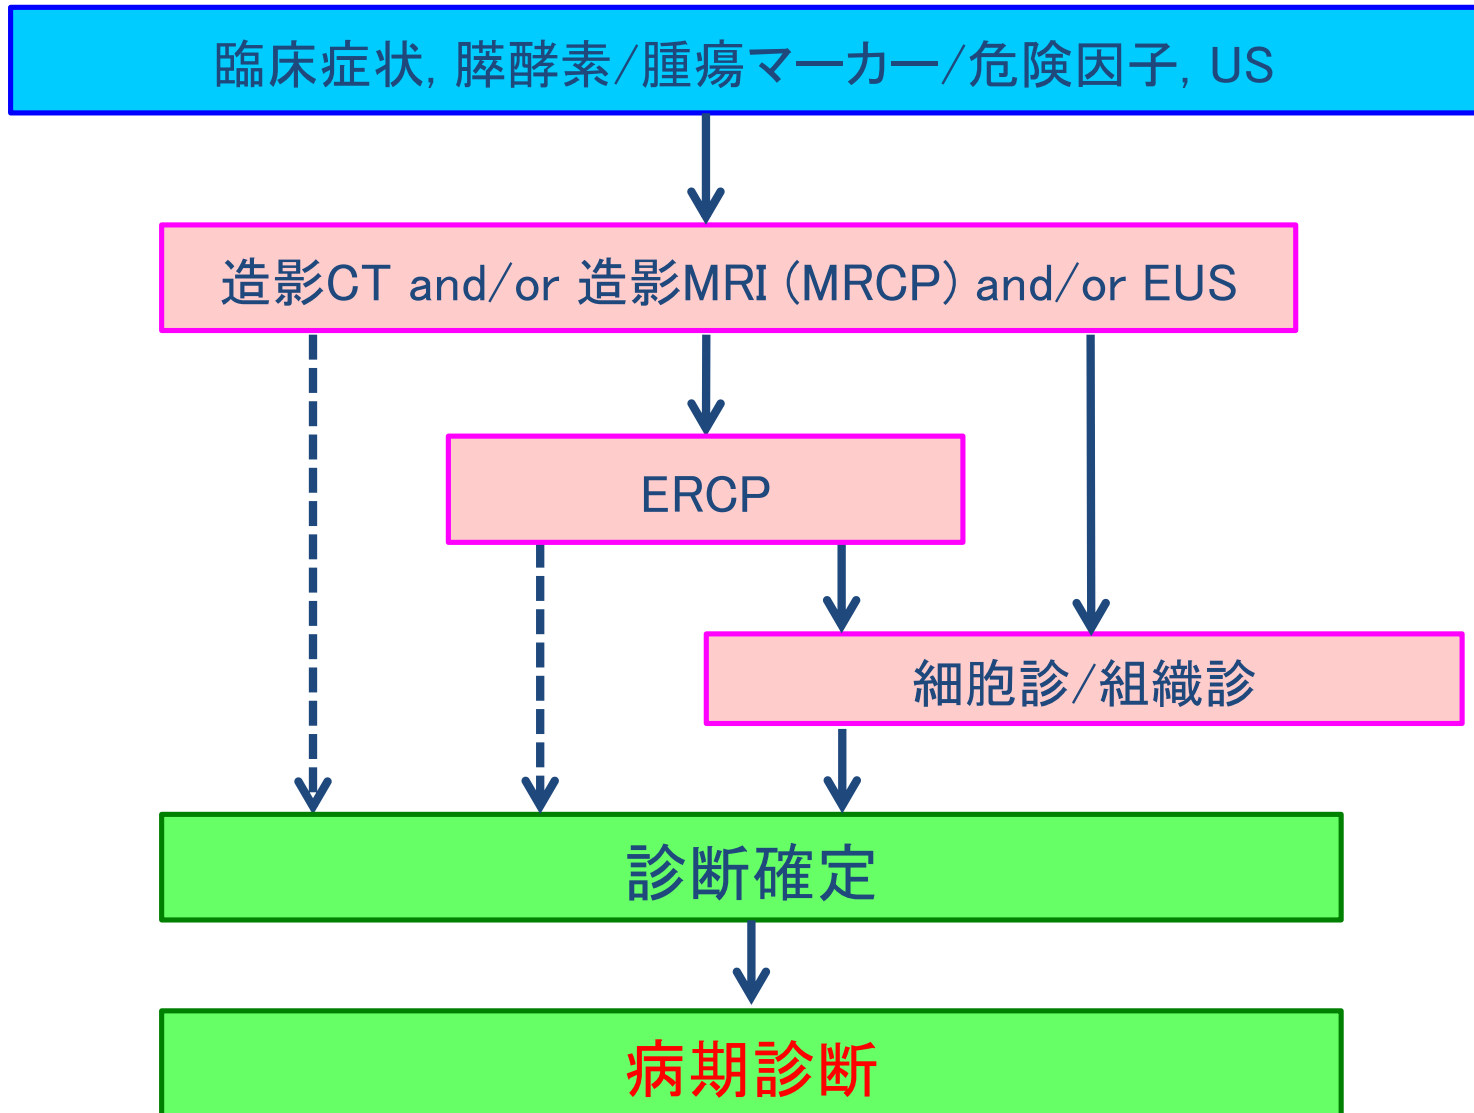 臨床症状, 膵酵素/腫瘍マーカー/危険因子, US
造影CT and/or 造影MRI (MRCP) and/or EUS
ERCP
細胞診/組織診
診断確定
病期診断